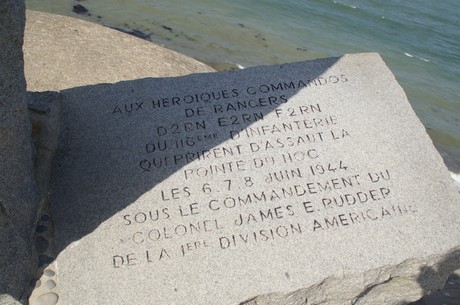 AUX HEROIQUES COMMANDOS
DE RANGERS
D2RN E2RN F2RN
DU 116ÈME D'INFANTERIE
QUI PRIRENT D'ASSAUT LA
POINTE DU HOC
LES 6.7.8 JUIN 1944
SOUS LE COMMANDEMENT DU
COLONEL JAMES E. RUDDER
DE LA 1ÈRE DIVISION AMERICAINE